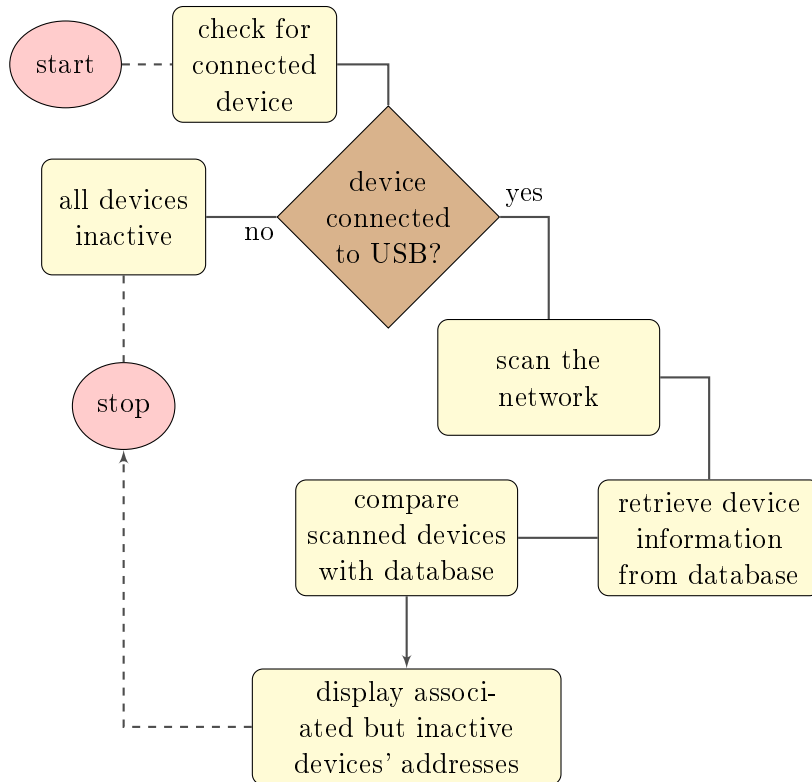 start
check for
connected
device
device
connected
to USB?
yes
no
all devices
inactive
scan the
network
stop
retrieve device
information
from database
compare
scanned devices
with database
display associ-
ated but inactive
devices' addresses